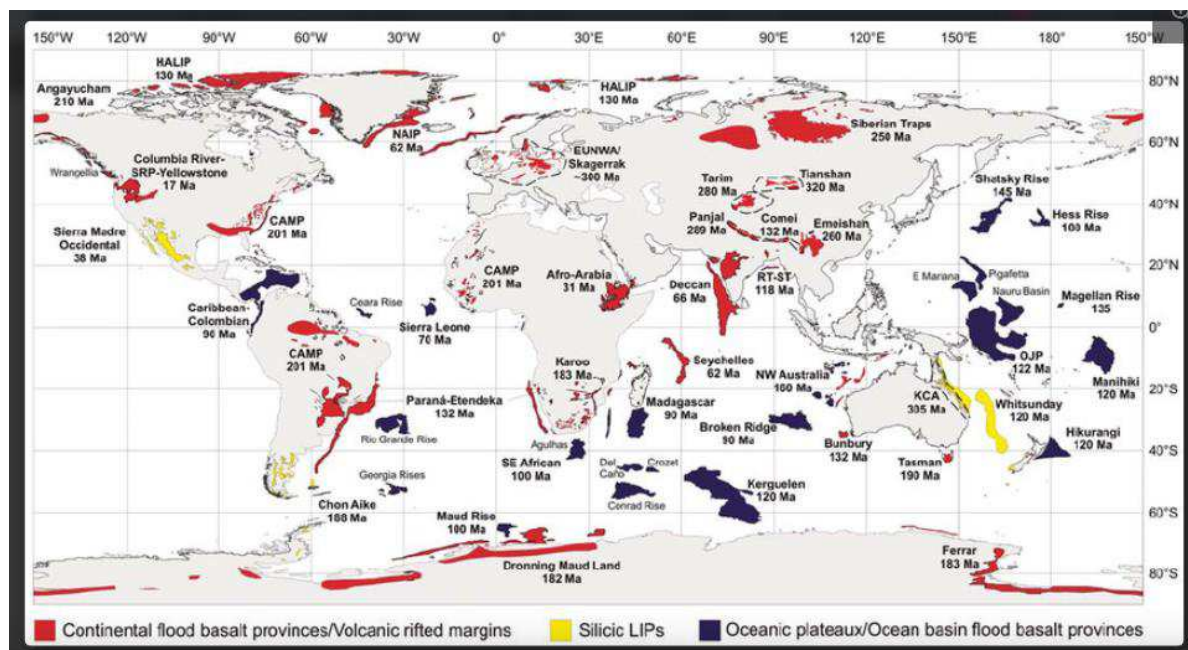 150°W 120°W 90°W 60°W 30°W 0° 30°E 60°E 90°E 120°E 150°E 180° 150°W
HALIP
130 Ma
Angayucham
210 Ma
HALIP
130 Ma
80°N
NAIP
62 Ma
Siberian Traps
250 Ma
60°N
Columbia River-
SRP-Yellowstone
17 Ma
Wrangellia
EUNWA/
Skagerrak
~300 Ma
Tarim
280 Ma
Tianshan
320 Ma
Shatsky Rise
145 Ma
40°N
CAMP
201 Ma
Panjal
289 Ma
Comei
132 Ma
Emeishan
260 Ma
Hess Rise
100 Ma
Sierra Madre
Occidental
38 Ma
20°N
CAMP
201 Ma
Afro-Arabia
31 Ma
Deccan
66 Ma
RT-ST
118 Ma
E Mariana
Pigafetta
Nauru Basin
Magellan Rise
135
Caribbean-
Colombian
90 Ma
Ceara Rise
Sierra Leone
70 Ma
0°
CAMP
201 Ma
Karoo
183 Ma
Seychelles
62 Ma
NW Australia
160 Ma
OJP
122 Ma
Manihiki
120 Ma
20°S
Paraná-Etendeka
132 Ma
Madagascar
90 Ma
KCA
305 Ma
Whitsunday
120 Ma
Rio Grande Rise
Broken Ridge
90 Ma
Bunbury
132 Ma
Hikurangi
120 Ma
40°S
Agulhas
SE African
100 Ma
Del
Caño
Crozet
Tasman
190 Ma
Georgia Rises
Conrad Rise
Kerguelen
120 Ma
Chon Aike
188 Ma
60°S
Maud Rise
100 Ma
Dronning Maud Land
182 Ma
Ferrar
183 Ma
80°S
Continental flood basalt provinces/Volcanic rifted margins Silicic LIPs Oceanic plateaux/Ocean basin flood basalt provinces